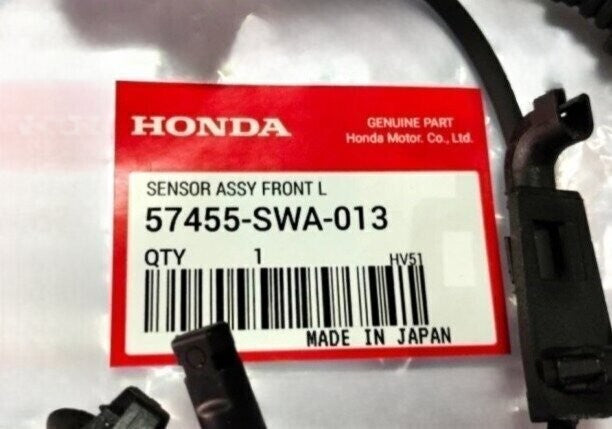 HONDA
GENUINE PART
Honda Motor. Co., Ltd.
SENSOR ASSY FRONT L
57455-SWA-013
QTY 1
HV51
MADE IN JAPAN